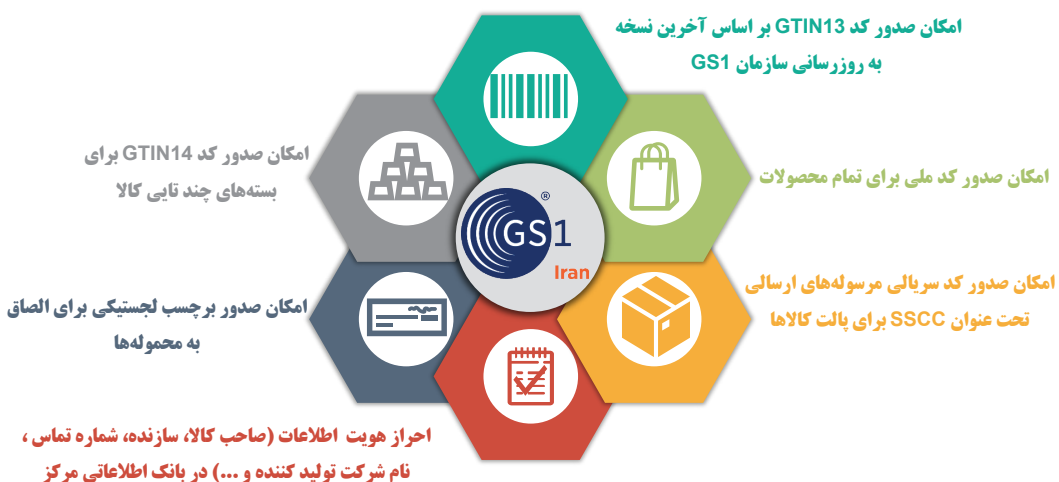 امکان صدور کد GTIN13 بر اساس آخرین نسخه
به روزرسانی سازمان GS1
امکان صدور کد ملی برای تمام محصولات
امکان صدور کد سریالی مرسوله‌های ارسالی
تحت عنوان SSCC برای پالت کالاها
احراز هویت اطلاعات (صاحب کالا، سازنده، شماره تماس ،
نام شرکت تولید کننده و ...) در بانک اطلاعاتی مرکز
امکان صدور برچسب لجستیکی برای الصاق
به محموله‌ها
امکان صدور کد GTIN14 برای
بسته‌های چند تایی کالا
GS1®
Iran